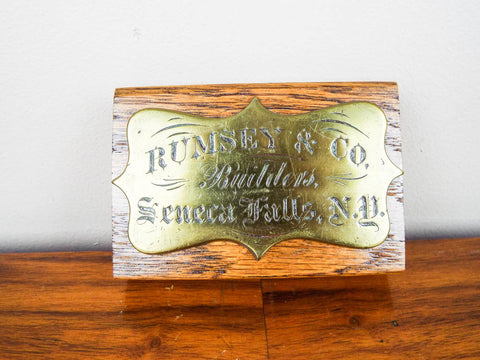 RUMSEY & CO.
Builders,
Seneca Falls, N.Y.